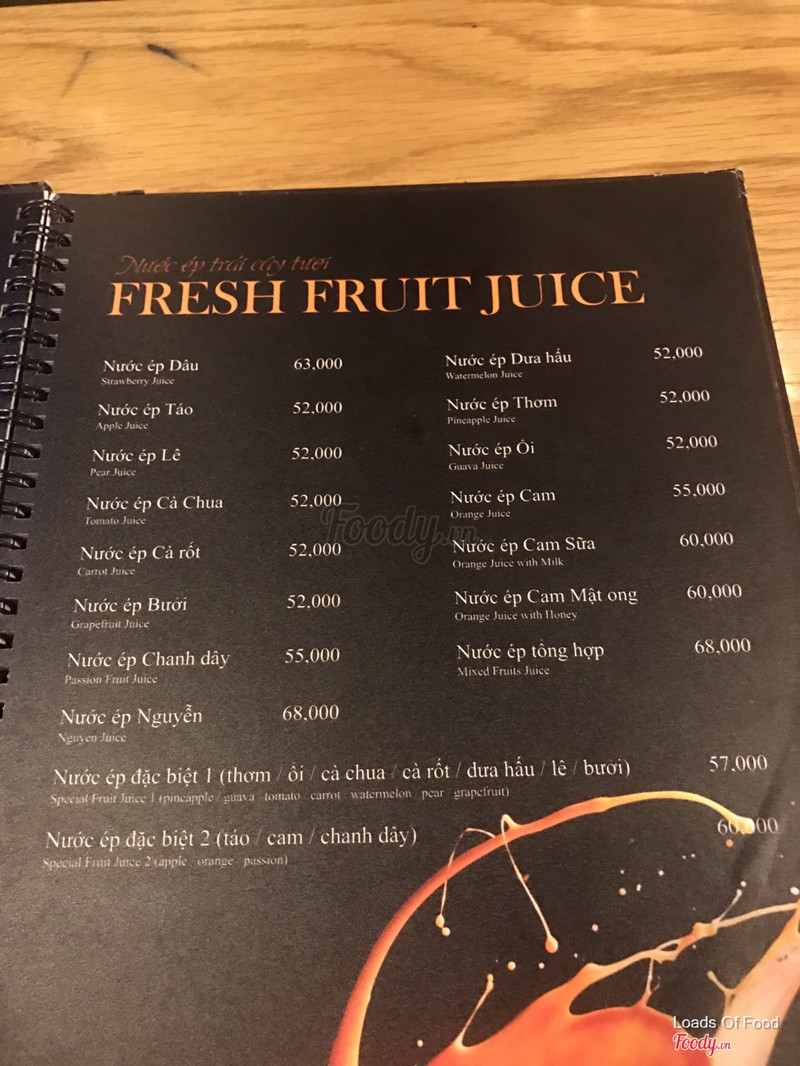 Nước ép trái cây tươi
FRESH FRUIT JUICE
Nước ép Dâu 63,000
Strawberry Juice
Nước ép Táo 52,000
Apple Juice
Nước ép Lê 52,000
Pear Juice
Nước ép Cà Chua 52,000
Tomato Juice
Nước ép Cà rốt 52,000
Carrot Juice
Nước ép Bưởi 52,000
Grapefruit Juice
Nước ép Chanh dây 55,000
Passion Fruit Juice
Nước ép Nguyễn 68,000
Nguyen Juice
Nước ép Dưa hấu 52,000
Watermelon Juice
Nước ép Thơm 52,000
Pineapple Juice
Nước ép Ổi 52,000
Guava Juice
Nước ép Cam 55,000
Orange Juice
Nước ép Cam Sữa 60,000
Orange Juice with Milk
Nước ép Cam Mật ong 60,000
Orange Juice with Honey
Nước ép tổng hợp 68,000
Mixed Fruits Juice
Nước ép đặc biệt 1 (thơm / ổi / cà chua / cà rốt / dưa hấu / lê / bưởi) 57,000
Special Fruit Juice 1 (pineapple / guava / tomato / carrot / watermelon / pear / grapefruit)
Nước ép đặc biệt 2 (táo / cam / chanh dây) 60,000
Special Fruit Juice 2 (apple / orange / passion)
Foody.vn
Loads Of Food
Foody.vn